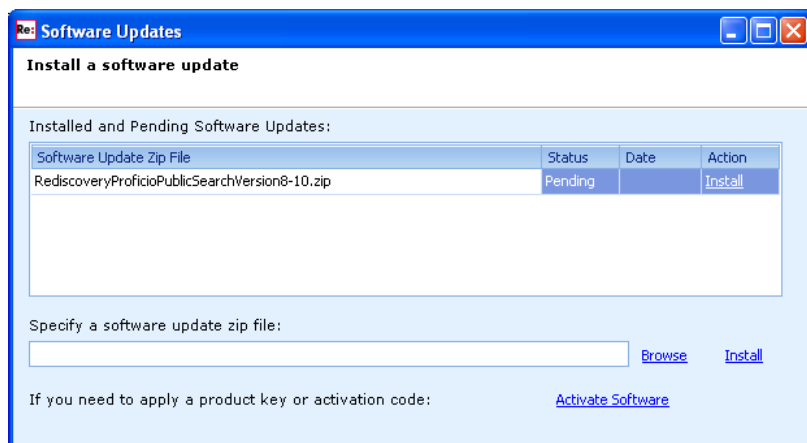 Re: Software Updates
Install a software update
Installed and Pending Software Updates:
Software Update Zip File Status Date Action
RediscoveryProficioPublicSearchVersion8-10.zip Pending Install
Specify a software update zip file:
Browse Install
If you need to apply a product key or activation code: Activate Software